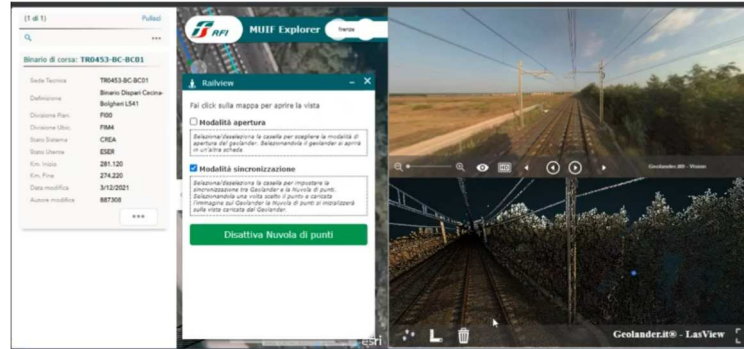 (1 di 1)
Pulisci
Binario di corsa: TR0453-BC-BC01
Sede Tecnica TR0453-BC-BC01
Definizione Binario Dispari Cecina-
Bolgheri L541
Divisione Pian. FI00
Divisione Ubic. FIM4
Stato Sistema CREA
Stato Utente ESER
Km. Inizio 281.120
Km. Fine 274.220
Data modifica 3/12/2021
Autore modifica 887308
RFI
MUIF Explorer
firenze
Railview
Fai click sulla mappa per aprire la vista
Modalità apertura
Seleziona/deseleziona la casella per scegliere la modalità di
apertura del geolander. Selezionandola il geolander si aprirà
in un'altra scheda
Modalità sincronizzazione
Seleziona/deseleziona la casella per impostare la
sincronizzazione tra Geolander e la Nuvola di punti.
Selezionandola una volta scelto il punto e caricata
l'immagine sul Geolander la Nuvola di punti si inizializzerà
sulla vista caricata dal Geolander.
Disattiva Nuvola di punti
esri
Geolander.it® - Vision
Geolander.it® - LasView